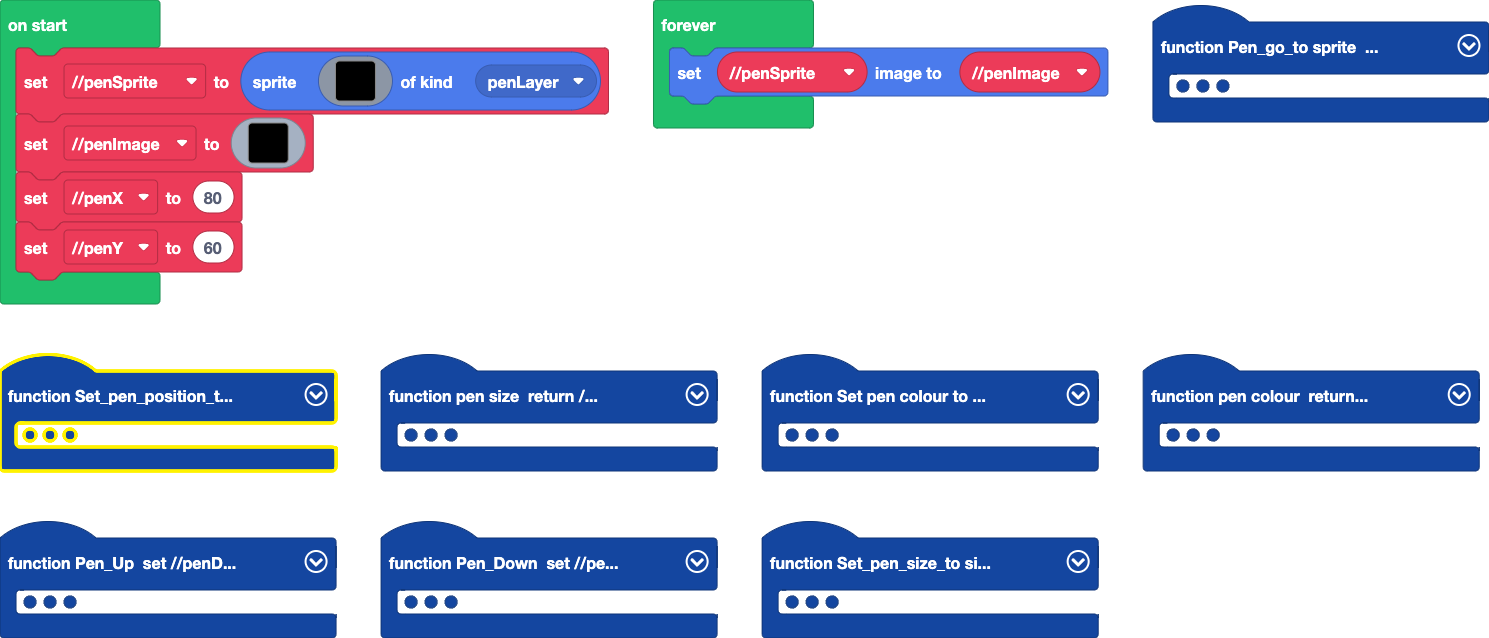 on start
set //penSprite to sprite of kind penLayer
set //penImage to
set //penX to 80
set //penY to 60
forever
set //penSprite image to //penImage
function Pen_go_to sprite ...
function Set_pen_position_t...
function pen size return /...
function Set pen colour to ...
function pen colour return...
function Pen_Up set //penD...
function Pen_Down set //pe...
function Set_pen_size_to si...